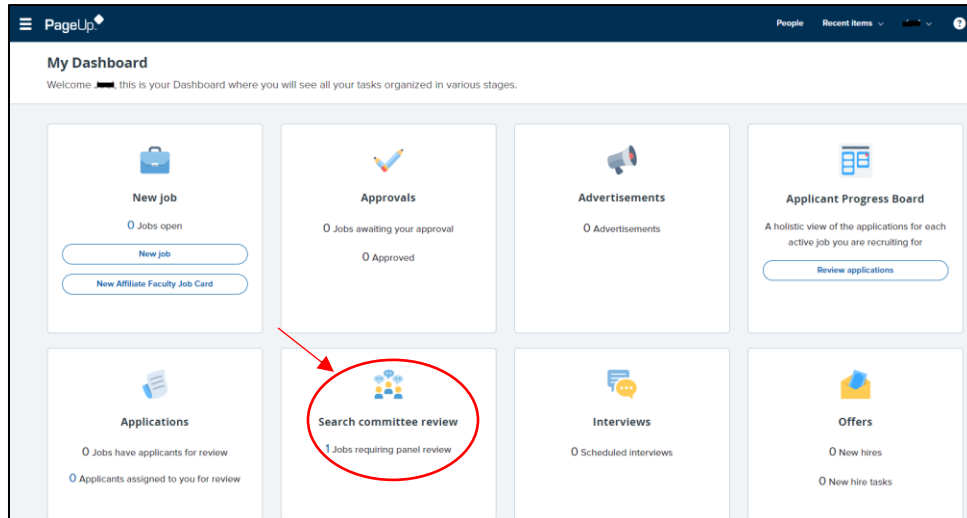 PageUp
People
Recent items
?
My Dashboard
Welcome , this is your Dashboard where you will see all your tasks organized in various stages.
New job
0 Jobs open
New job
New Affiliate Faculty Job Card
Approvals
0 Jobs awaiting your approval
0 Approved
Advertisements
0 Advertisements
Applicant Progress Board
A holistic view of the applications for each
active job you are recruiting for
Review applications
Applications
0 Jobs have applicants for review
0 Applicants assigned to you for review
Search committee review
1 Jobs requiring panel review
Interviews
0 Scheduled interviews
Offers
0 New hires
0 New hire tasks